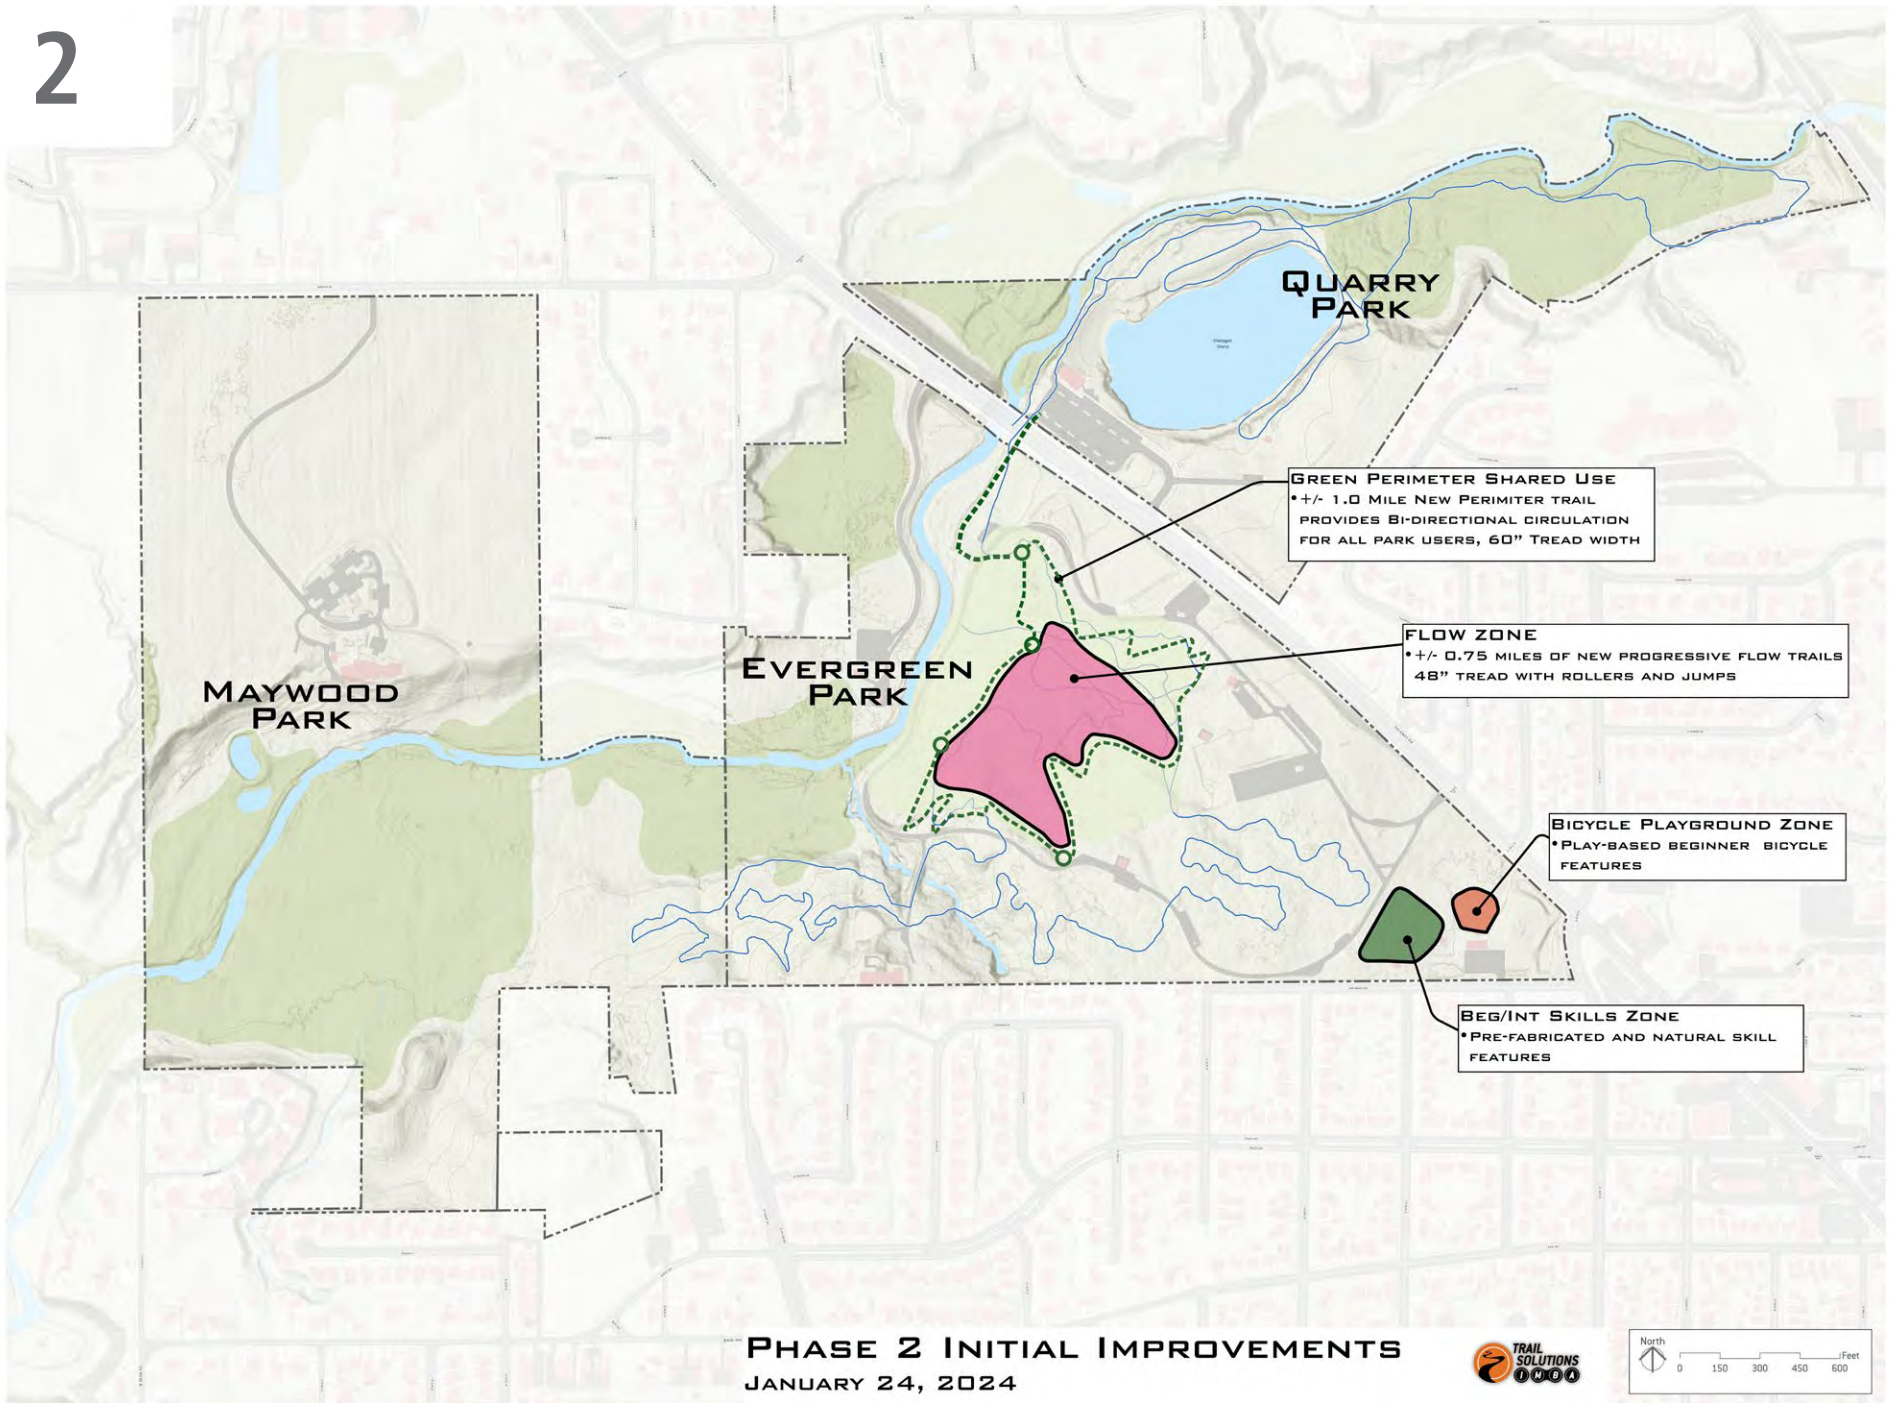 2
QUARRY
PARK
GREEN PERIMETER SHARED USE
•+/- 1.0 MILE NEW PERIMITER TRAIL
PROVIDES BI-DIRECTIONAL CIRCULATION
FOR ALL PARK USERS, 60” TREAD WIDTH
FLOW ZONE
•+/- 0.75 MILES OF NEW PROGRESSIVE FLOW TRAILS
48” TREAD WITH ROLLERS AND JUMPS
EVERGREEN
PARK
MAYWOOD
PARK
BICYCLE PLAYGROUND ZONE
•PLAY-BASED BEGINNER BICYCLE
FEATURES
BEG/INT SKILLS ZONE
•PRE-FABRICATED AND NATURAL SKILL
FEATURES
PHASE 2 INITIAL IMPROVEMENTS
JANUARY 24, 2024
TRAIL
SOLUTIONS
IMBA
North
Feet
0 150 300 450 600